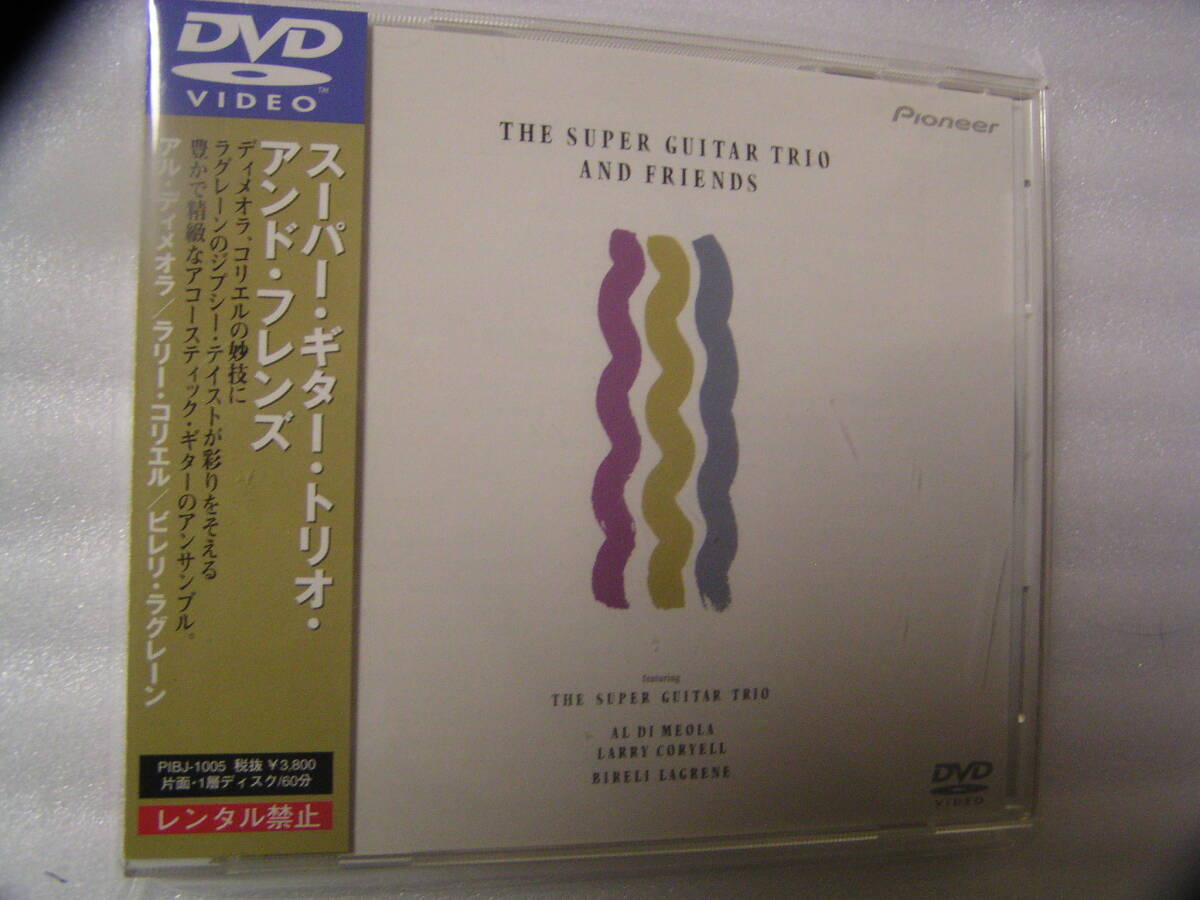 DVD
VIDEO
スーパー・ギター・トリオ・
アンド・フレンズ
ディメオラ、コリエルの妙技に
ラグレーンのジプシー・テイストが彩りをそえる
豊かで精緻なアコースティック・ギターのアンサンブル。
アル・ディメオラ/ラリー・コリエル/ビレリ・ラグレーン
PIBJ-1005 税抜¥3,800
片面・1層ディスク/60分
レンタル禁止
Pioneer
THE SUPER GUITAR TRIO
AND FRIENDS
featuring
THE SUPER GUITAR TRIO
AL DI MEOLA
LARRY CORYELL
BIRELI LAGRENE
DVD
VIDEO